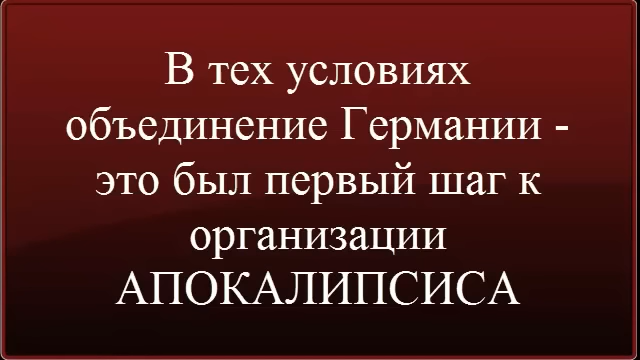 В тех условиях
объединение Германии -
это был первый шаг к
организации
АПОКАЛИПСИСА